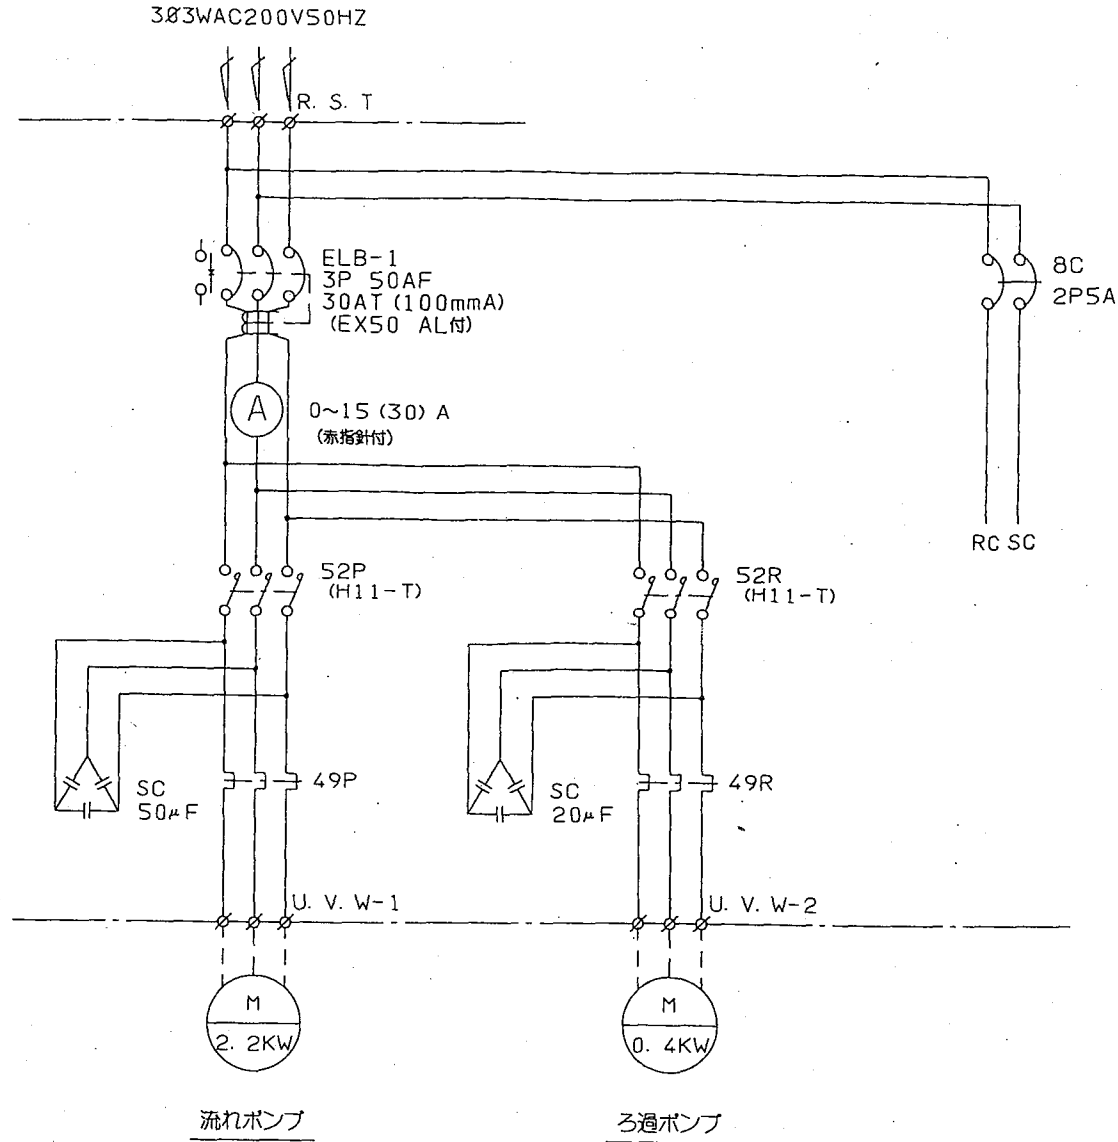 3Ø3WAC200V50HZ
R. S. T
ELB-1
3P 50AF
30AT (100mmA)
(EX50 AL付)
8C
2P5A
A
0~15 (30) A
(赤指針付)
RC SC
52P
(H11-T)
52R
(H11-T)
SC
50μF
49P
SC
20μF
49R
U. V. W-1
U. V. W-2
M
2. 2KW
M
0. 4KW
流れポンプ
ろ過ポンプ